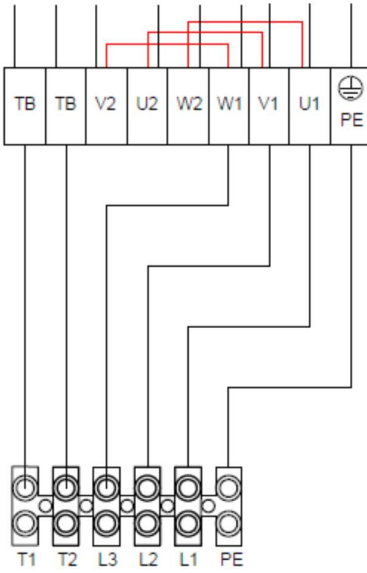 TB TB V2 U2 W2 W1 V1 U1 PE
T1 T2 L3 L2 L1 PE